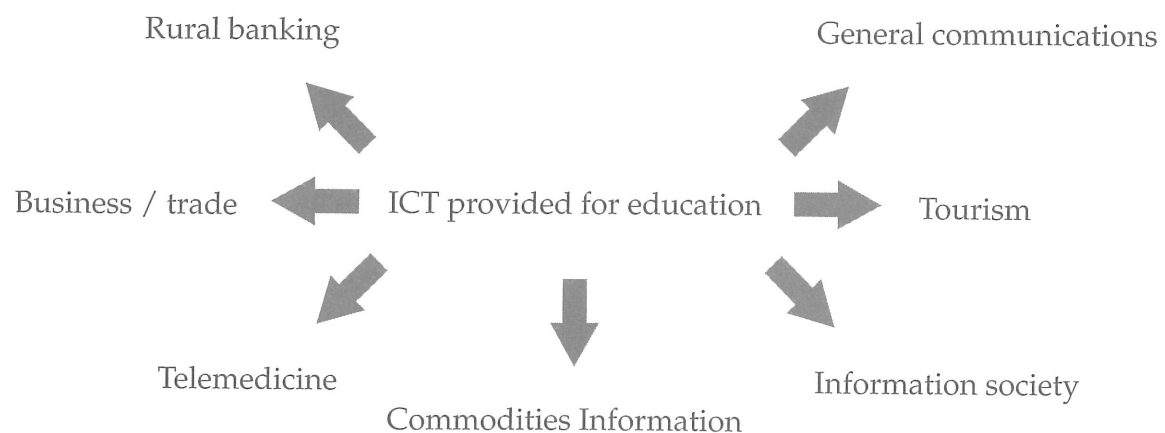 Rural banking
General communications
Business / trade
ICT provided for education
Tourism
Telemedicine
Information society
Commodities Information